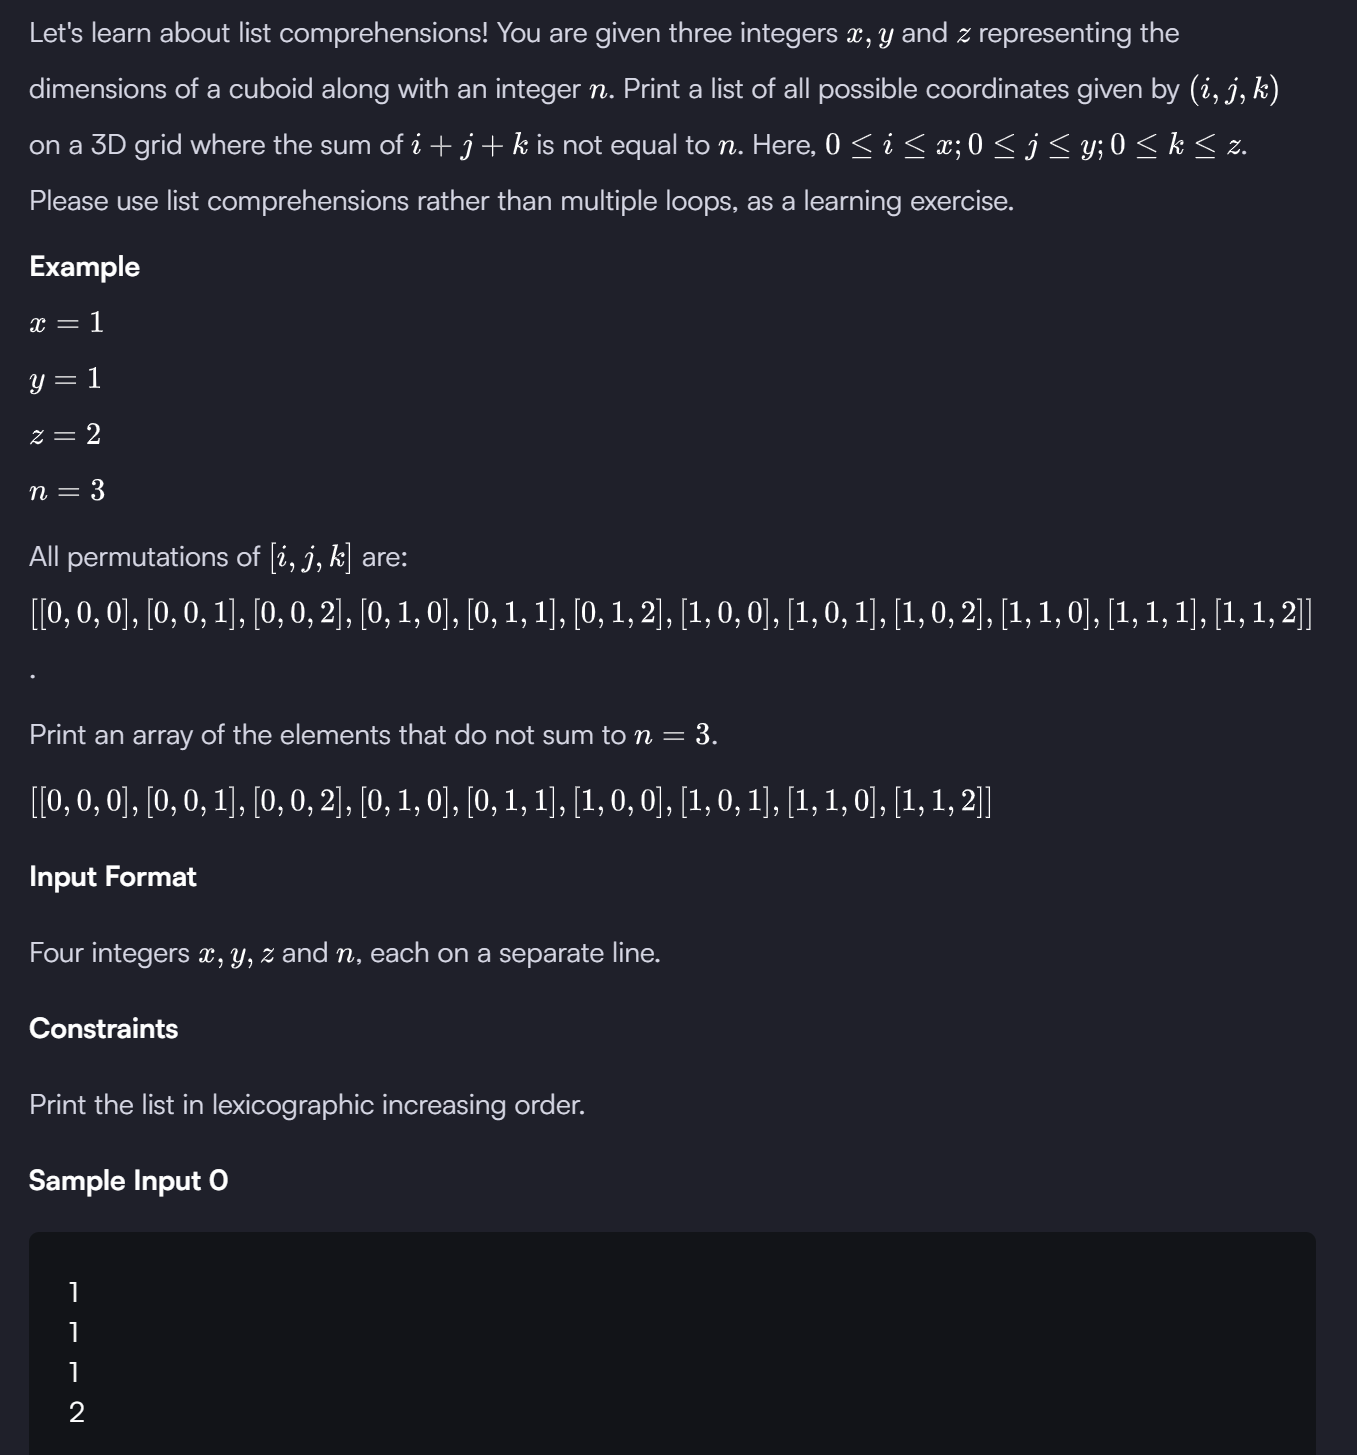 Let's learn about list comprehensions! You are given three integers x, y and z representing the
dimensions of a cuboid along with an integer n. Print a list of all possible coordinates given by (i, j, k)
on a 3D grid where the sum of i + j + k is not equal to n. Here, 0 ≤ i ≤ x; 0 ≤ j ≤ y; 0 ≤ k ≤ z.
Please use list comprehensions rather than multiple loops, as a learning exercise.
Example
x = 1
y = 1
z = 2
n = 3
All permutations of [i, j, k] are:
[[0, 0, 0], [0, 0, 1], [0, 0, 2], [0, 1, 0], [0, 1, 1], [0, 1, 2], [1, 0, 0], [1, 0, 1], [1, 0, 2], [1, 1, 0], [1, 1, 1], [1, 1, 2]]
.
Print an array of the elements that do not sum to n = 3.
[[0, 0, 0], [0, 0, 1], [0, 0, 2], [0, 1, 0], [0, 1, 1], [1, 0, 0], [1, 0, 1], [1, 1, 0], [1, 1, 2]]
Input Format
Four integers x, y, z and n, each on a separate line.
Constraints
Print the list in lexicographic increasing order.
Sample Input 0
1
1
1
2